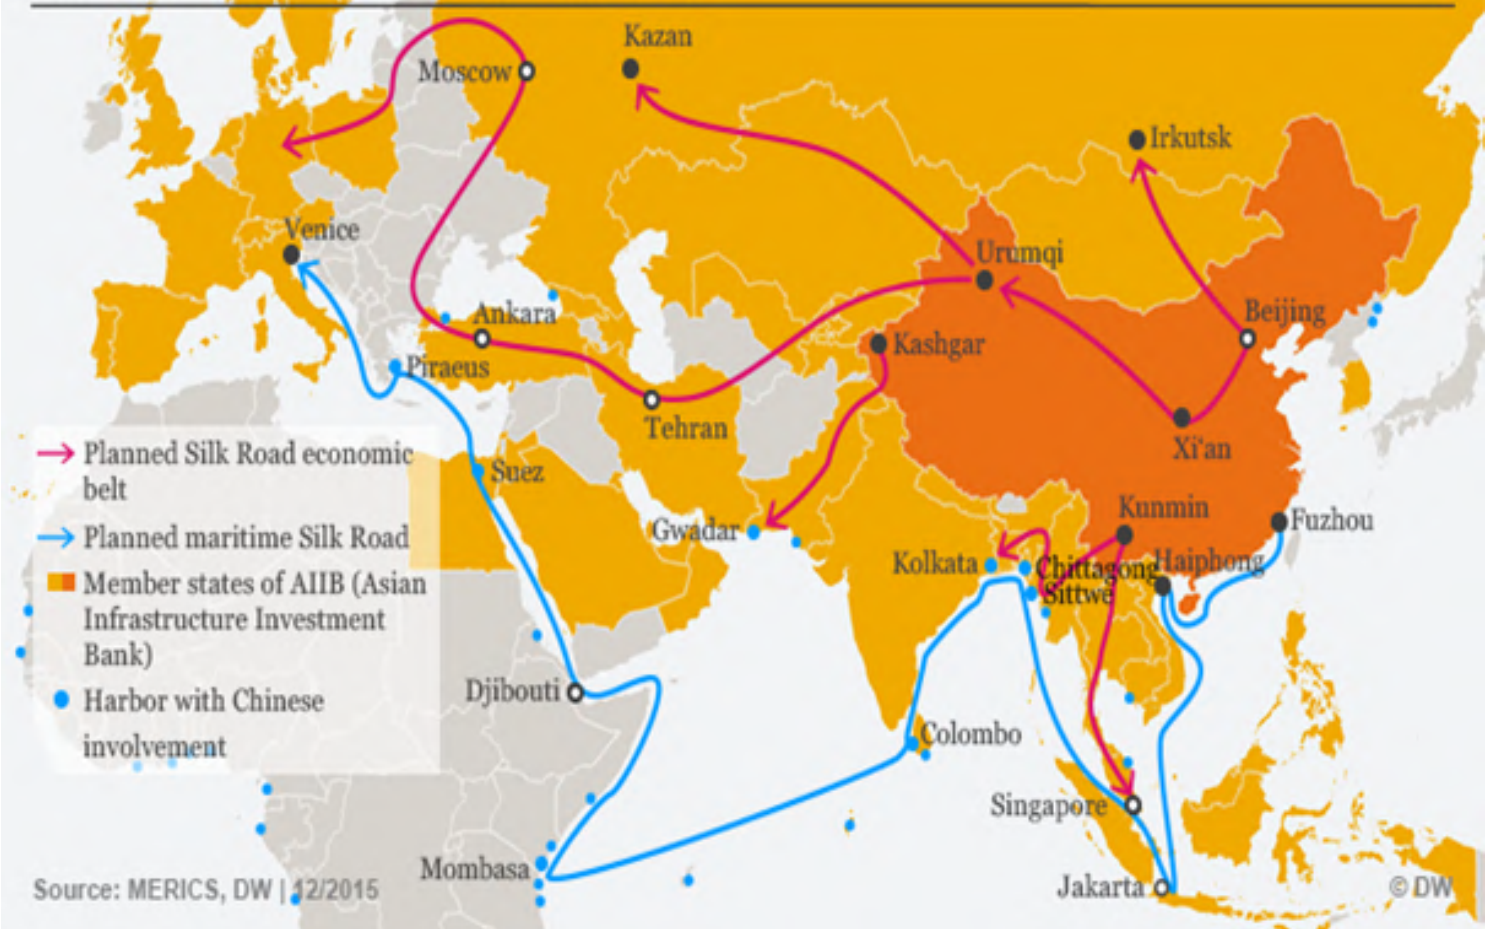 Kazan
Moscow
Irkutsk
Venice
Urumqi
Ankara
Beijing
Kashgar
Piraeus
Tehran
Xi'an
Planned Silk Road economic
belt
Suez
Kunmin
Fuzhou
Gwadar
Planned maritime Silk Road
Kolkata
Chittagong
Haiphong
Sittwe
Member states of AIIB (Asian
Infrastructure Investment
Bank)
Djibouti
Harbor with Chinese
involvement
Colombo
Singapore
Mombasa
Jakarta
Source: MERICS, DW | 12/2015
© DW